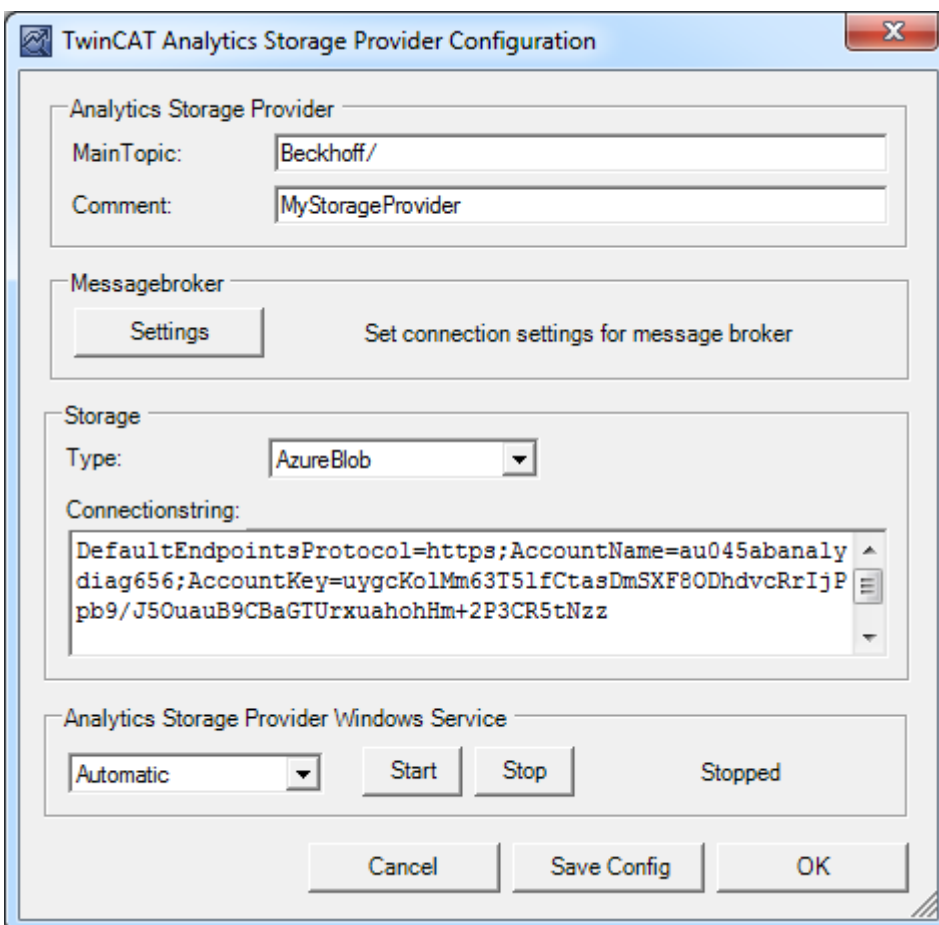 TwinCAT Analytics Storage Provider Configuration
Analytics Storage Provider
MainTopic: Beckhoff/
Comment: MyStorageProvider
Messagebroker
Settings Set connection settings for message broker
Storage
Type: AzureBlob
Connectionstring:
DefaultEndpointsProtocol=https;AccountName=au045abanaly
diag656;AccountKey=uygcKolMm63T5lfCtasDmSXF8ODhdvcRrIjP
pb9/J5OuauB9CBaGTUrxuahohHm+2P3CR5tNzz
Analytics Storage Provider Windows Service
Automatic Start Stop Stopped
Cancel Save Config OK